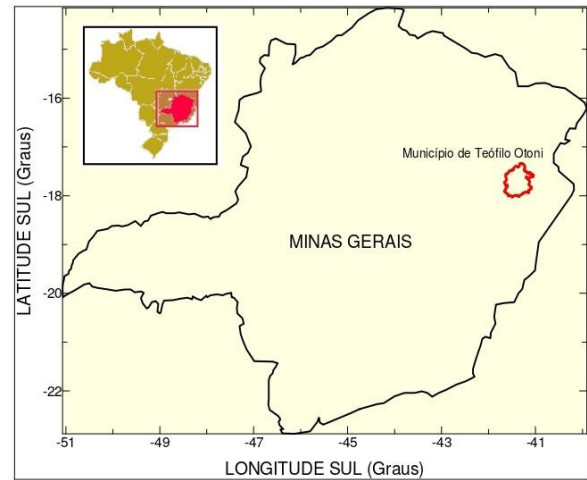 -16
Município de Teófilo Otoni
-18
MINAS GERAIS
LATITUDE SUL (Graus)
-20
-22
-51 -49 -47 -45 -43 -41
LONGITUDE SUL (Graus)